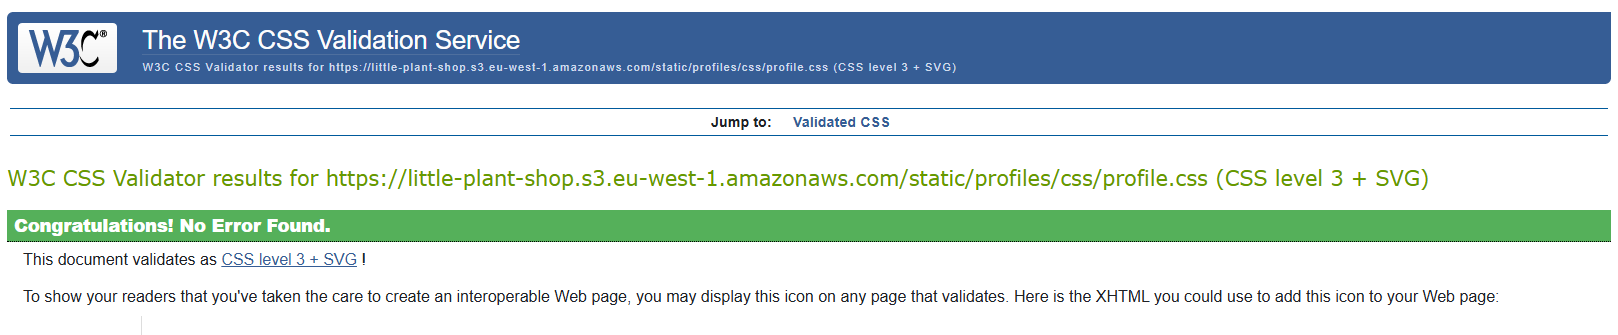 W3C®
The W3C CSS Validation Service
W3C CSS Validator results for https://little-plant-shop.s3.eu-west-1.amazonaws.com/static/profiles/css/profile.css (CSS level 3 + SVG)
Jump to: Validated CSS
W3C CSS Validator results for https://little-plant-shop.s3.eu-west-1.amazonaws.com/static/profiles/css/profile.css (CSS level 3 + SVG)
Congratulations! No Error Found.
This document validates as CSS level 3 + SVG !
To show your readers that you've taken the care to create an interoperable Web page, you may display this icon on any page that validates. Here is the XHTML you could use to add this icon to your Web page: